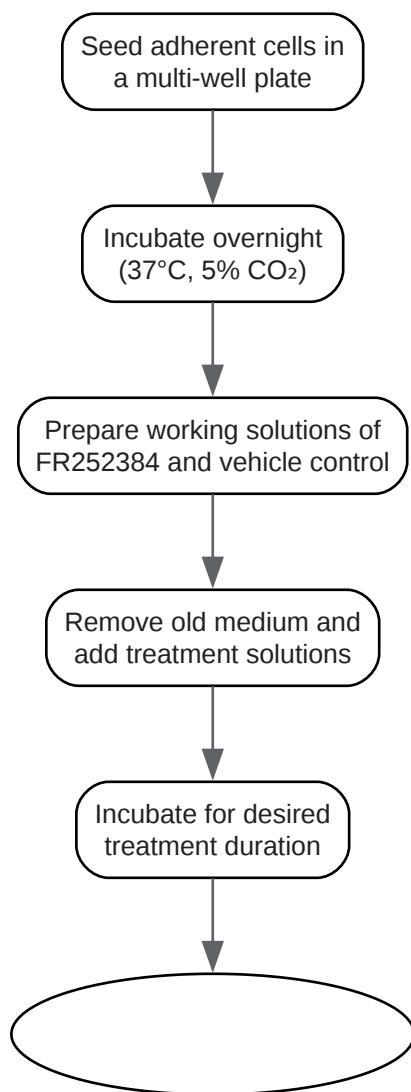 Seed adherent cells in
a multi-well plate
Incubate overnight
(37°C, 5% CO₂)
Prepare working solutions of
FR252384 and vehicle control
Remove old medium and
add treatment solutions
Incubate for desired
treatment duration